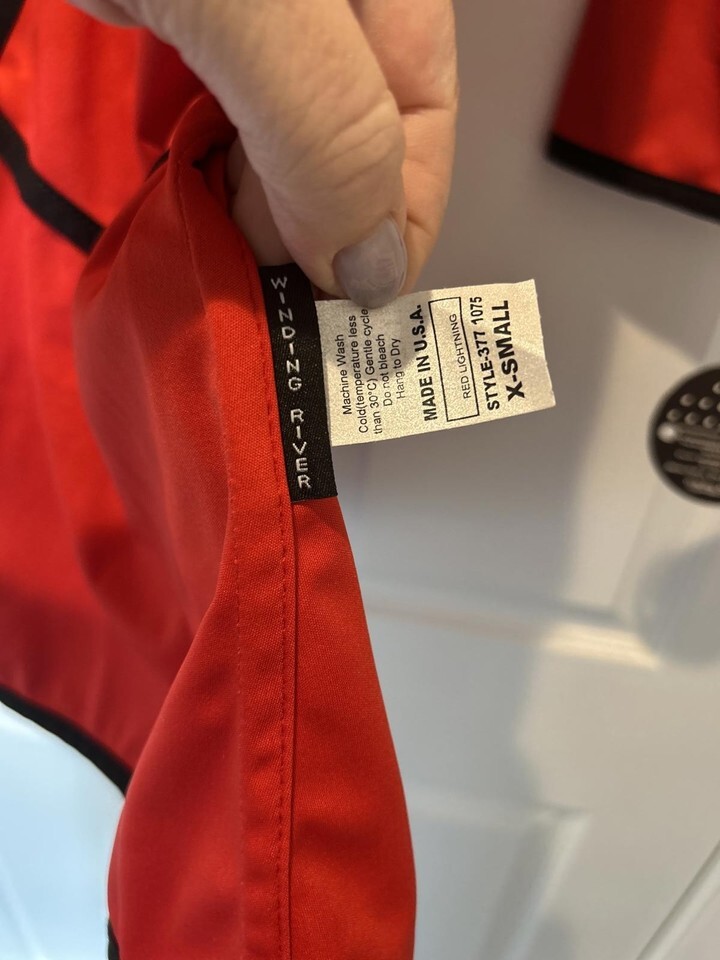 WINDING RIVER
Machine Wash
Cold(temperature less
than 30°C) Gentle cycle
Do not bleach
Hang to Dry
MADE IN U.S.A.
RED LIGHTNING
STYLE-377 1075
X-SMALL